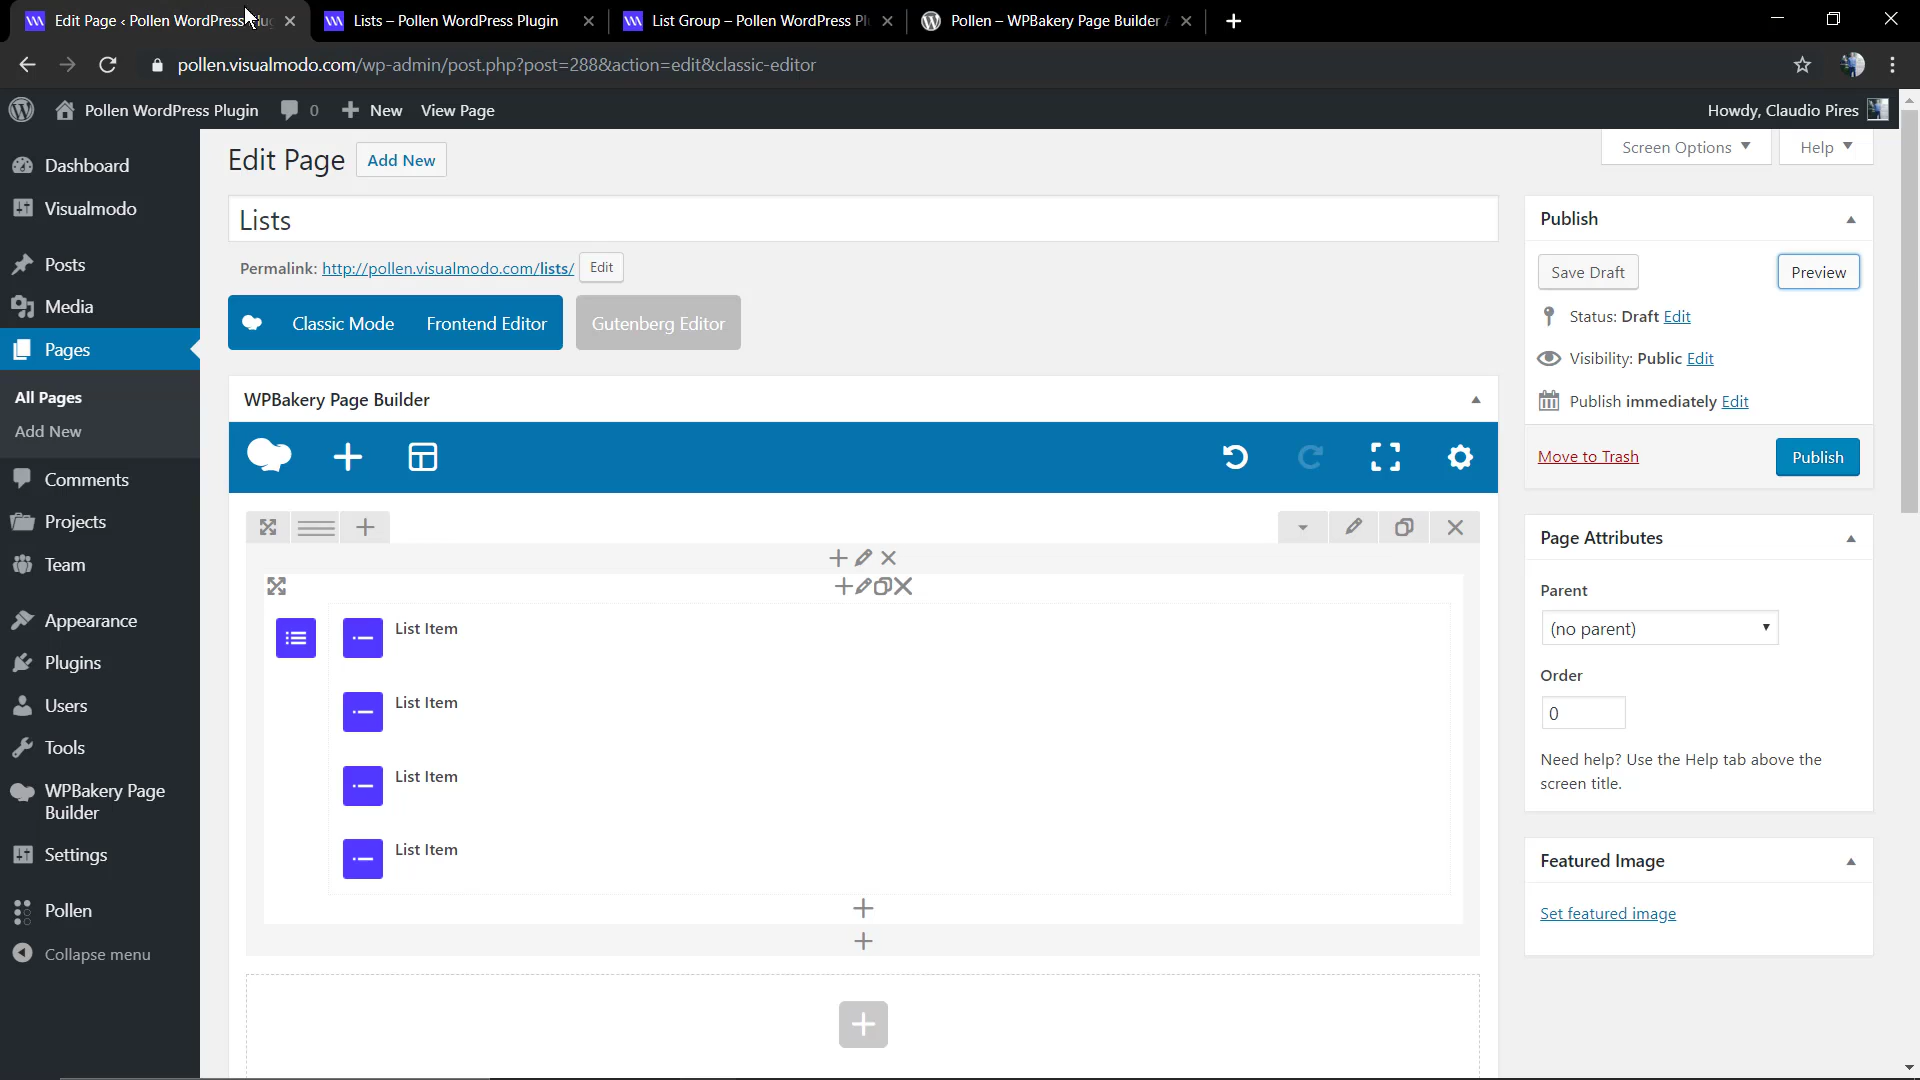 Edit Page ‹ Pollen WordPress Plug
Lists – Pollen WordPress Plugin
List Group – Pollen WordPress Pl
Pollen – WPBakery Page Builder
pollen.visualmodo.com/wp-admin/post.php?post=288&action=edit&classic-editor
Pollen WordPress Plugin
0
New
View Page
Howdy, Claudio Pires
Dashboard
Visualmodo
Posts
Media
Pages
All Pages
Add New
Comments
Projects
Team
Appearance
Plugins
Users
Tools
WPBakery Page
Builder
Settings
Pollen
Collapse menu
Edit Page
Add New
Screen Options
Help
Lists
Permalink: http://pollen.visualmodo.com/lists/
Edit
Classic Mode
Frontend Editor
Gutenberg Editor
WPBakery Page Builder
List Item
List Item
List Item
List Item
Publish
Save Draft
Preview
Status: Draft Edit
Visibility: Public Edit
Publish immediately Edit
Move to Trash
Publish
Page Attributes
Parent
(no parent)
Order
0
Need help? Use the Help tab above the
screen title.
Featured Image
Set featured image